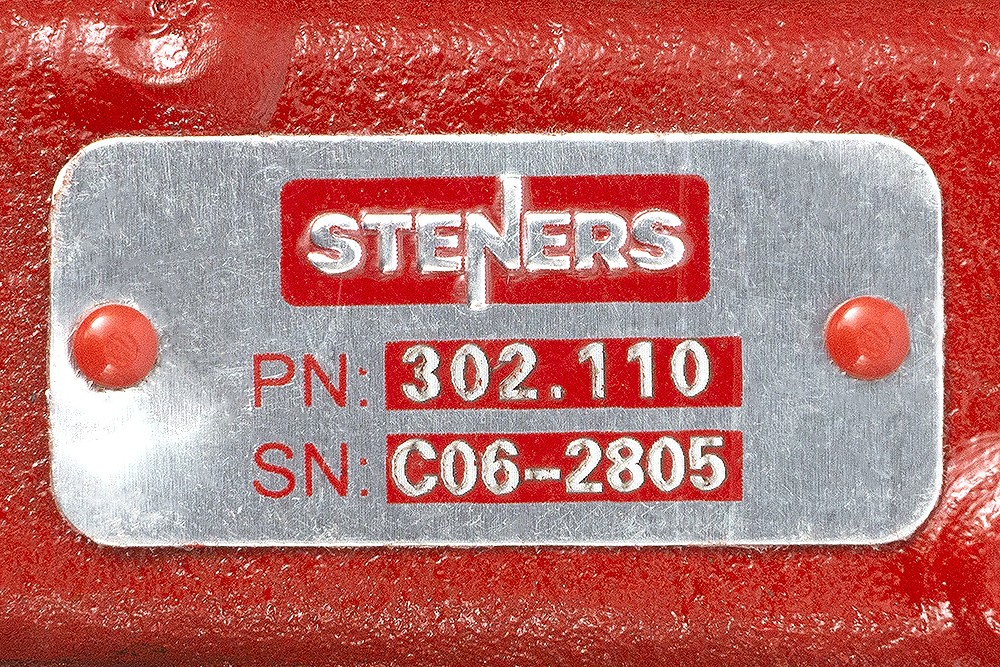 STENERS
PN: 302.110
SN: C06-2805